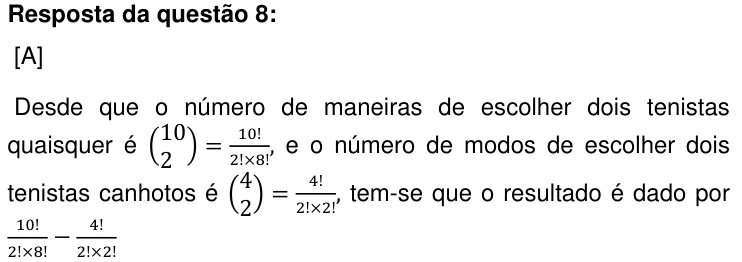 Resposta da questão 8:
[A]
Desde que o número de maneiras de escolher dois tenistas
quaisquer é (10 2) = 10!/2!×8!, e o número de modos de escolher dois
tenistas canhotos é (4 2) = 4!/2!×2!, tem-se que o resultado é dado por
10!/2!×8! − 4!/2!×2!